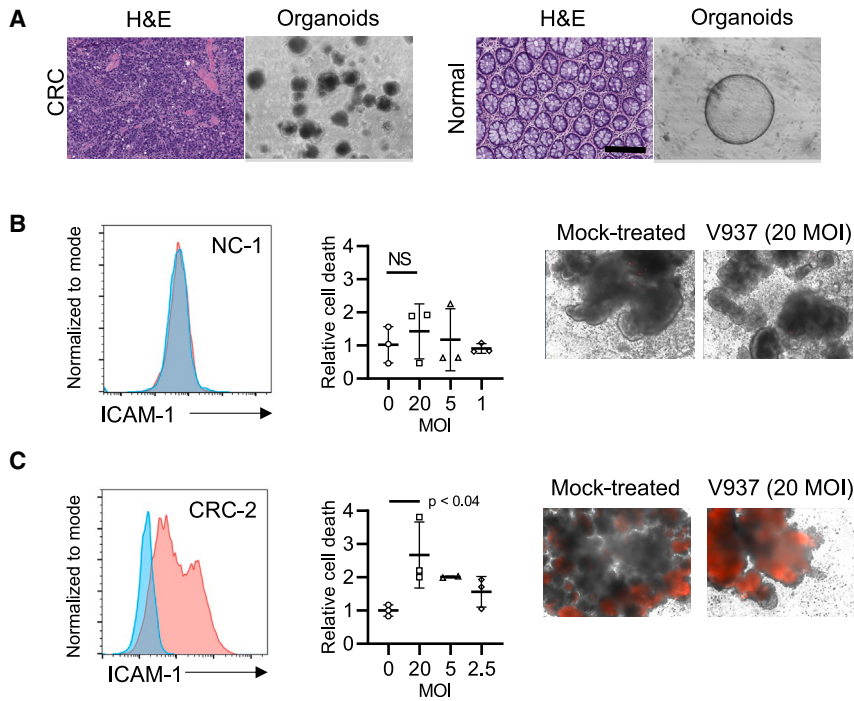 A
H&E
Organoids
H&E
Organoids
CRC
Normal
B
Normalized to mode
NC-1
ICAM-1
Relative cell death
4
3
2
1
0
NS
0 20 5 1
MOI
Mock-treated
V937 (20 MOI)
C
Normalized to mode
CRC-2
ICAM-1
Relative cell death
4
3
2
1
0
p < 0.04
0 20 5 2.5
MOI
Mock-treated
V937 (20 MOI)